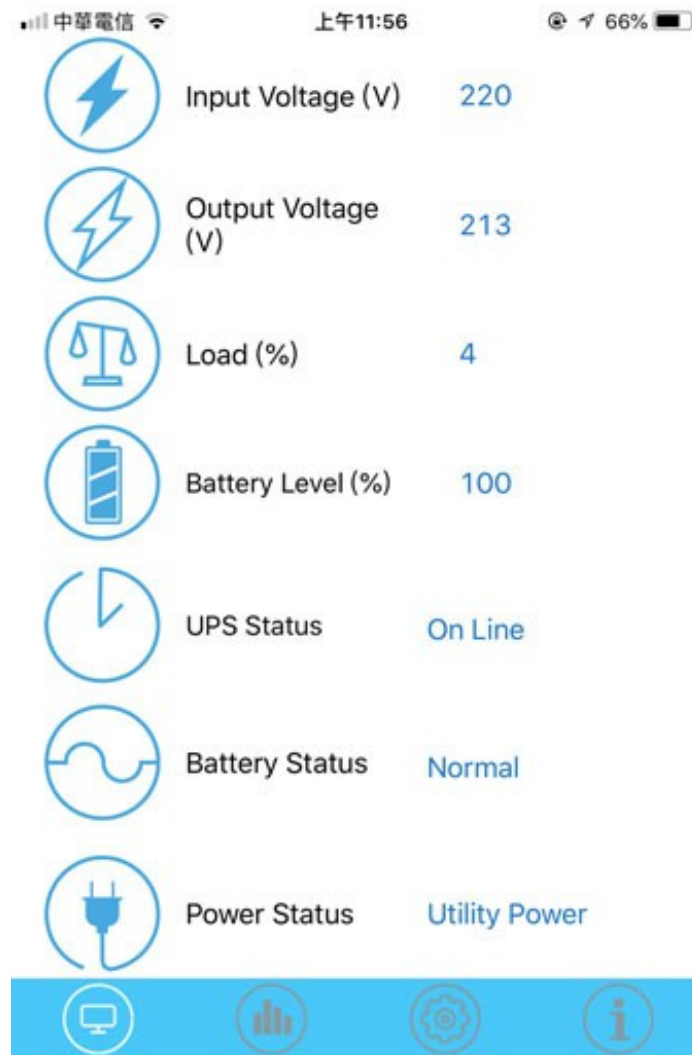 中華電信 上午11:56 66%
Input Voltage (V) 220
Output Voltage
(V) 213
Load (%) 4
Battery Level (%) 100
UPS Status On Line
Battery Status Normal
Power Status Utility Power
i